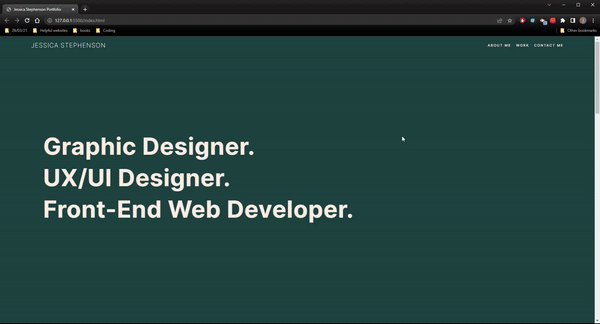 Jessica Stephenson Portfolio
127.0.0.1:5500/index.html
28/03/21
Helpful websites
books
Coding
Other bookmarks
JESSICA STEPHENSON
ABOUT ME
WORK
CONTACT ME
Graphic Designer.
UX/UI Designer.
Front-End Web Developer.